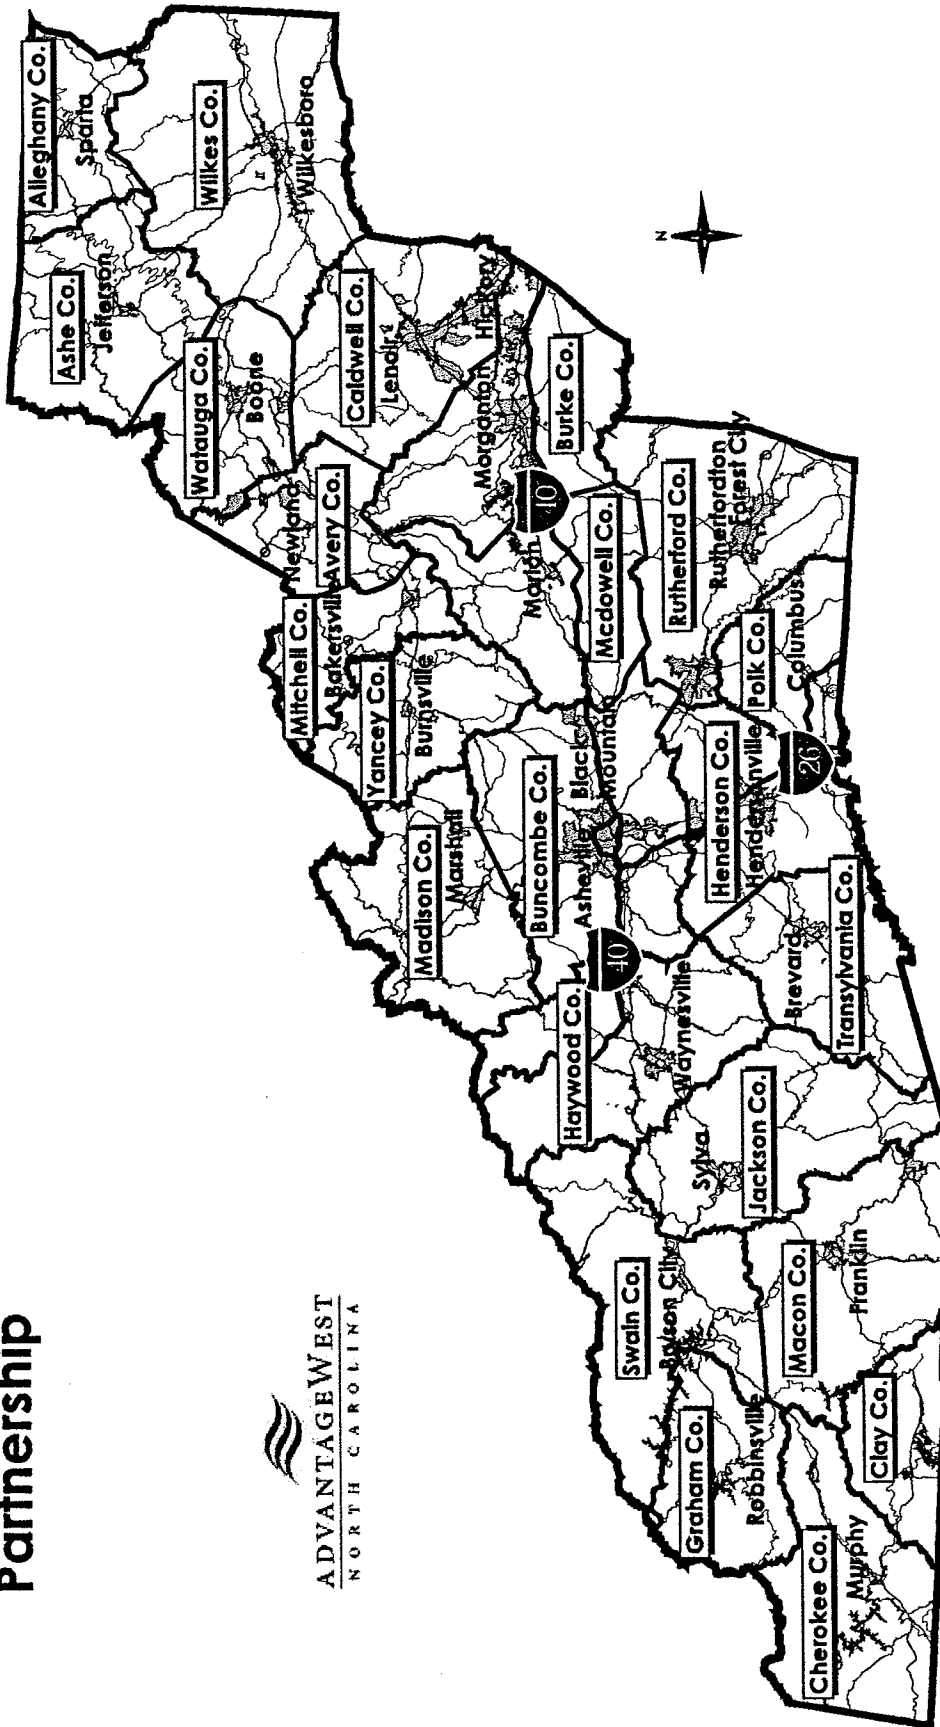 Partnership
ADVANTAGEWEST
NORTH CAROLINA
Alleghany Co.
Sparta
Ashe Co.
Jefferson
Wilkes Co.
Wilkesboro
Watauga Co.
Boone
Caldwell Co.
Lenoir
Hickory
Newland
Avery Co.
Morganton
Burke Co.
Mitchell Co.
Bakersville
Yancey Co.
Burnsville
40
Marion
Mcdowell Co.
Rutherford Co.
Rutherfordton
Forest City
Madison Co.
Marshall
Buncombe Co.
Asheville
Black
Mountain
Polk Co.
Columbus
Henderson Co.
Hendersonville
26
Haywood Co.
40
Waynesville
Brevard
Transylvania Co.
Sylva
Jackson Co.
Swain Co.
Bryson City
Macon Co.
Franklin
Graham Co.
Robbinsville
Clay Co.
Cherokee Co.
Murphy
N